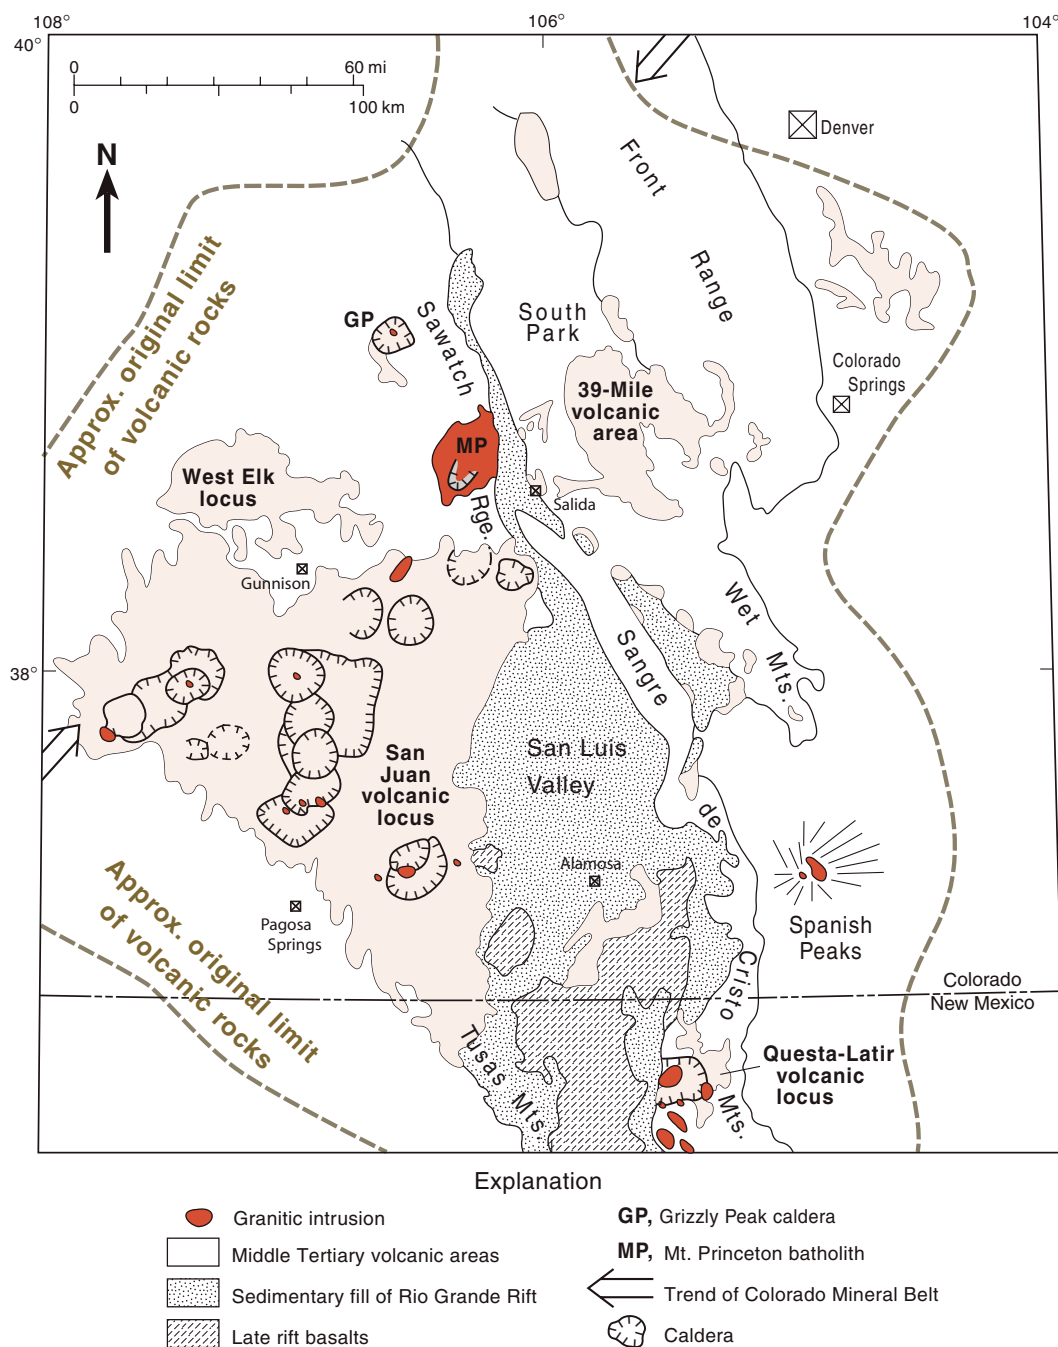 108°
106°
104°
40°
0
60 mi
0
100 km
N
Denver
Front
Range
Approx. original limit
of volcanic rocks
GP
Sawatch
Rge.
South
Park
Colorado
Springs
39-Mile
volcanic
area
MP
West Elk
locus
Salida
Gunnison
Wet
Mts.
38°
Sangre
de
Cristo
Mts.
San Luis
Valley
San
Juan
volcanic
locus
Alamosa
Pagosa
Springs
Spanish
Peaks
Approx. original limit
of volcanic rocks
Colorado
New Mexico
Tusas Mts.
Questa-Latir
volcanic
locus
Explanation
Granitic intrusion
Middle Tertiary volcanic areas
Sedimentary fill of Rio Grande Rift
Late rift basalts
GP, Grizzly Peak caldera
MP, Mt. Princeton batholith
Trend of Colorado Mineral Belt
Caldera